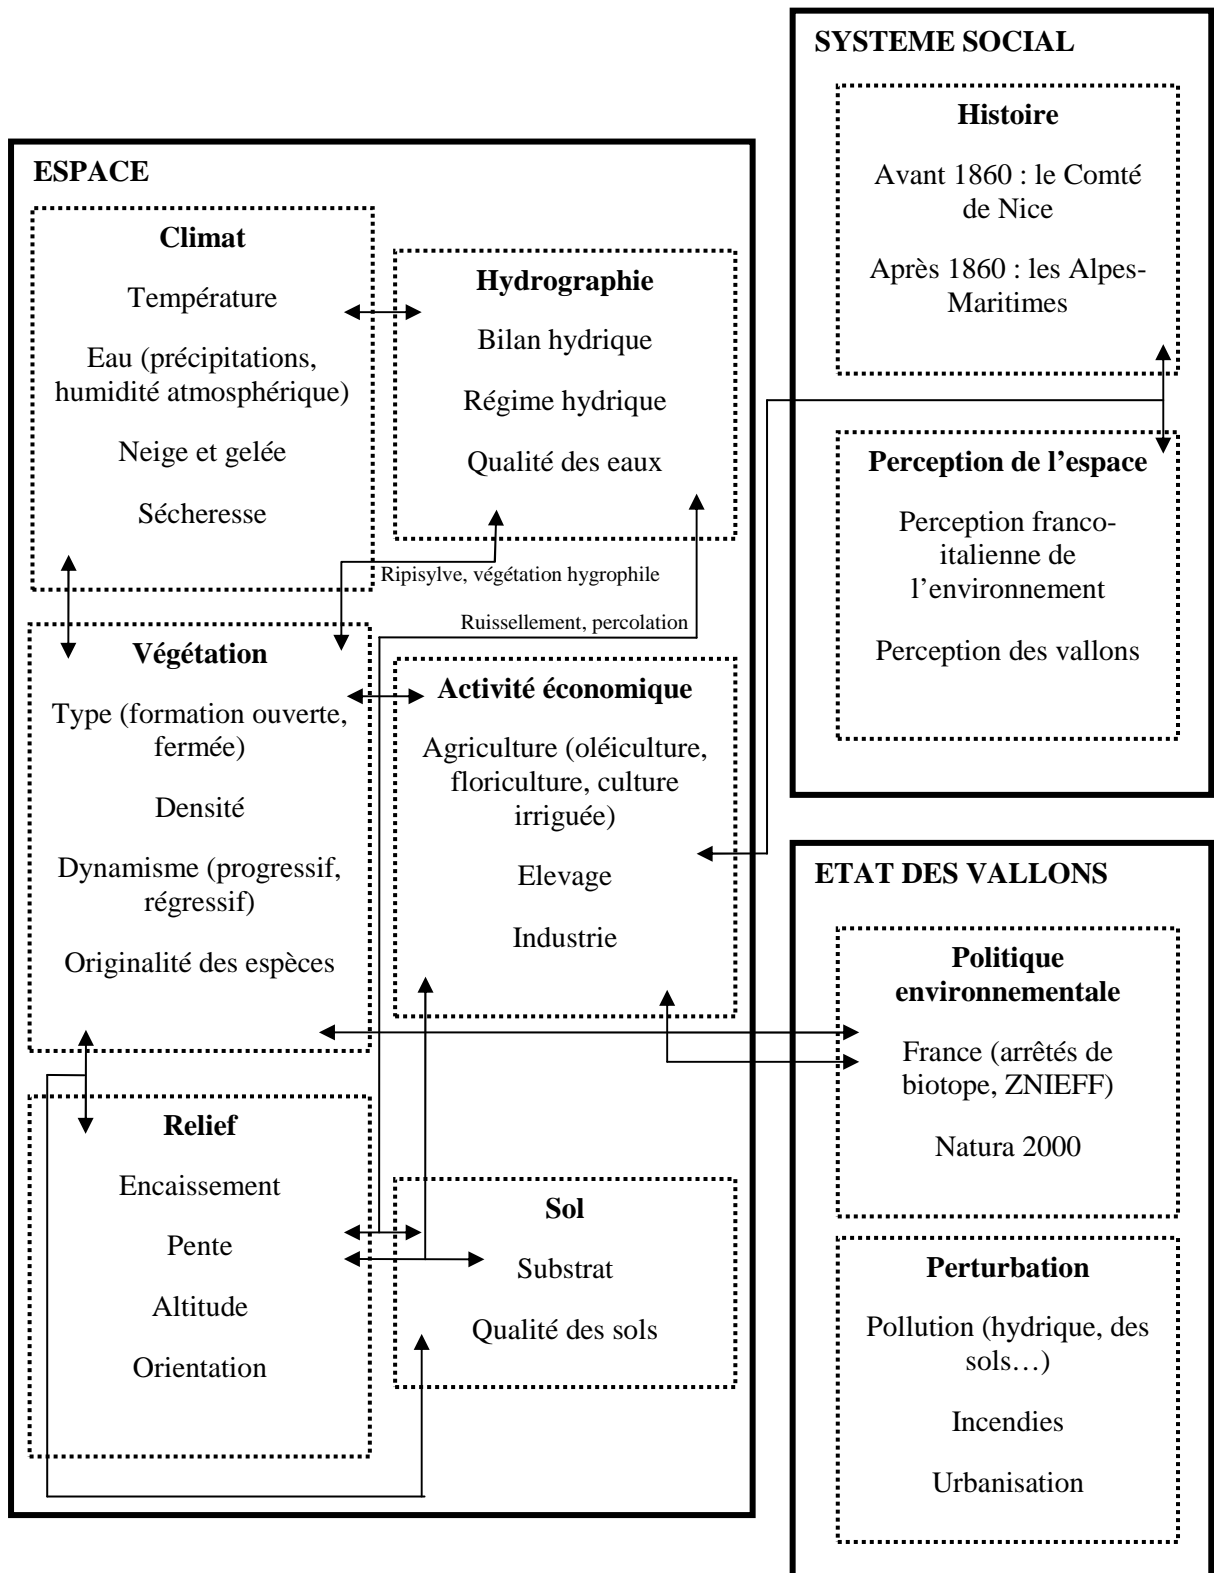 SYSTEME SOCIAL
Histoire
Avant 1860 : le Comté
de Nice
Après 1860 : les Alpes-
Maritimes
Perception de l’espace
Perception franco-
italienne de
l’environnement
Perception des vallons
ESPACE
Climat
Température
Eau (précipitations,
humidité atmosphérique)
Neige et gelée
Sécheresse
Hydrographie
Bilan hydrique
Régime hydrique
Qualité des eaux
Ripisylve, végétation hygrophile
Ruissellement, percolation
Végétation
Type (formation ouverte,
fermée)
Densité
Dynamisme (progressif,
régressif)
Originalité des espèces
Activité économique
Agriculture (oléiculture,
floriculture, culture
irriguée)
Elevage
Industrie
Relief
Encaissement
Pente
Altitude
Orientation
Sol
Substrat
Qualité des sols
ETAT DES VALLONS
Politique
environnementale
France (arrêtés de
biotope, ZNIEFF)
Natura 2000
Perturbation
Pollution (hydrique, des
sols…)
Incendies
Urbanisation